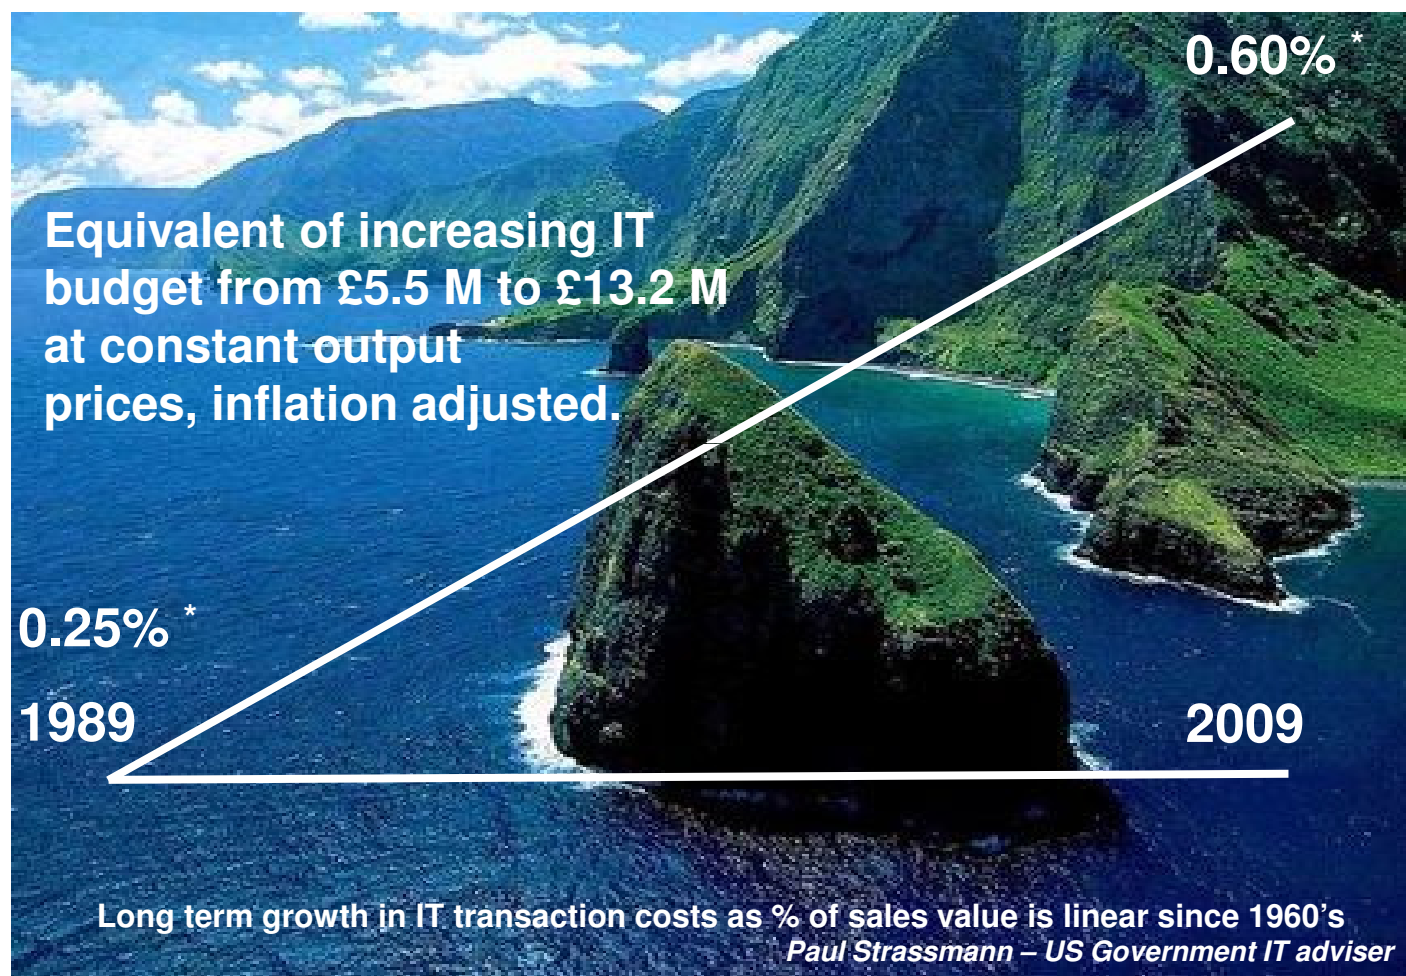 0.60% *
Equivalent of increasing IT
budget from £5.5 M to £13.2 M
at constant output
prices, inflation adjusted.
0.25% *
1989
2009
Long term growth in IT transaction costs as % of sales value is linear since 1960’s
Paul Strassmann – US Government IT adviser